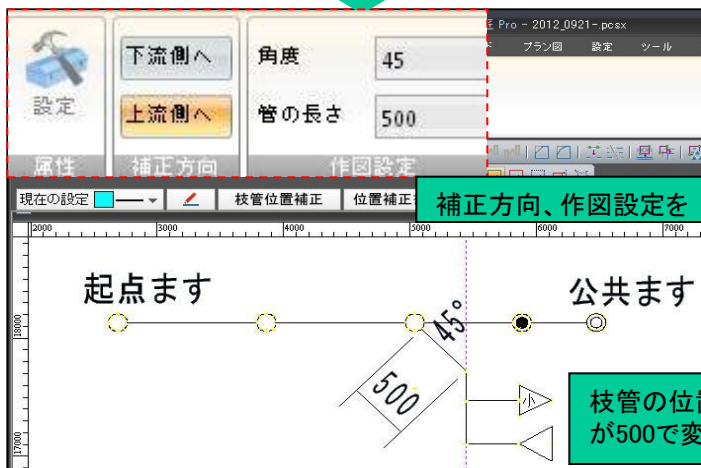 Pro - 2012_0921-.pcsx
プラン図 設定 ツール
下流側へ 角度 45
設定
上流側へ 管の長さ 500
属性 補正方向 作図設定
現在の設定 枝管位置補正 位置補正
補正方向、作図設定を
2000 3000 4000 5000 6000 7
起点ます 公共ます
18000
45°
500
小
枝管の位
が500で変
17000